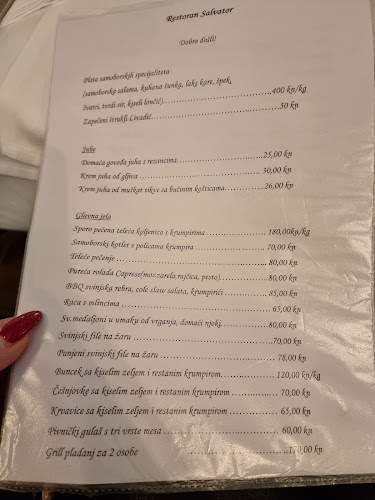 Restoran Salvator
Dobro došli!
Plata samoborskih specijaliteta
(samoborska salama, kuhana šunka, laks kare, špek,
čvarci, tvrdi sir, kiseli lončić)..............................400 kn/kg
Zapečeni štrukli Livadić......................................50 kn
Juhe
Domaća goveđa juha s rezancima..............................25,00 kn
Krem juha od gljiva ........................................ 30,00 kn
Krem juha od muškat tikve sa bučinim košticama..............26,00 kn
Glavna jela
Sporo pečena teleća koljenica s krumpirima .................. 180,00kn/kg
Samoborski kotlet s policama krumpira ....................... 70,00 kn
Teleće pečenje .............................................. 80,00 kn
Pureća rolada Caprese(mozzarela,rajčica, pesto)..............80,00 kn
BBQ svinjska rebra, cole slaw salata, krumpirići ............ 85,00 kn
Raca s mlincima ............................................. 65,00 kn
Sv.medaljoni u umaku od vrganja, domaći njoki................80,00 kn
Svinjski file na žaru .......................................70,00 kn
Punjeni svinjski file na žaru ............................... 78,00 kn
Buncek sa kiselim zeljem i restanim krumpirom................120,00 kn/kg
Češnjovke sa kiselim zeljem i restanim krumpirom ............ 70,00 kn
Krvavice sa kiselim zeljem i restanim krumpirom ............. 65,00 kn
Pivnički gulaš s tri vrste mesa ............................. 60,00 kn
Grill pladanj za 2 osobe ..............110,00 kn